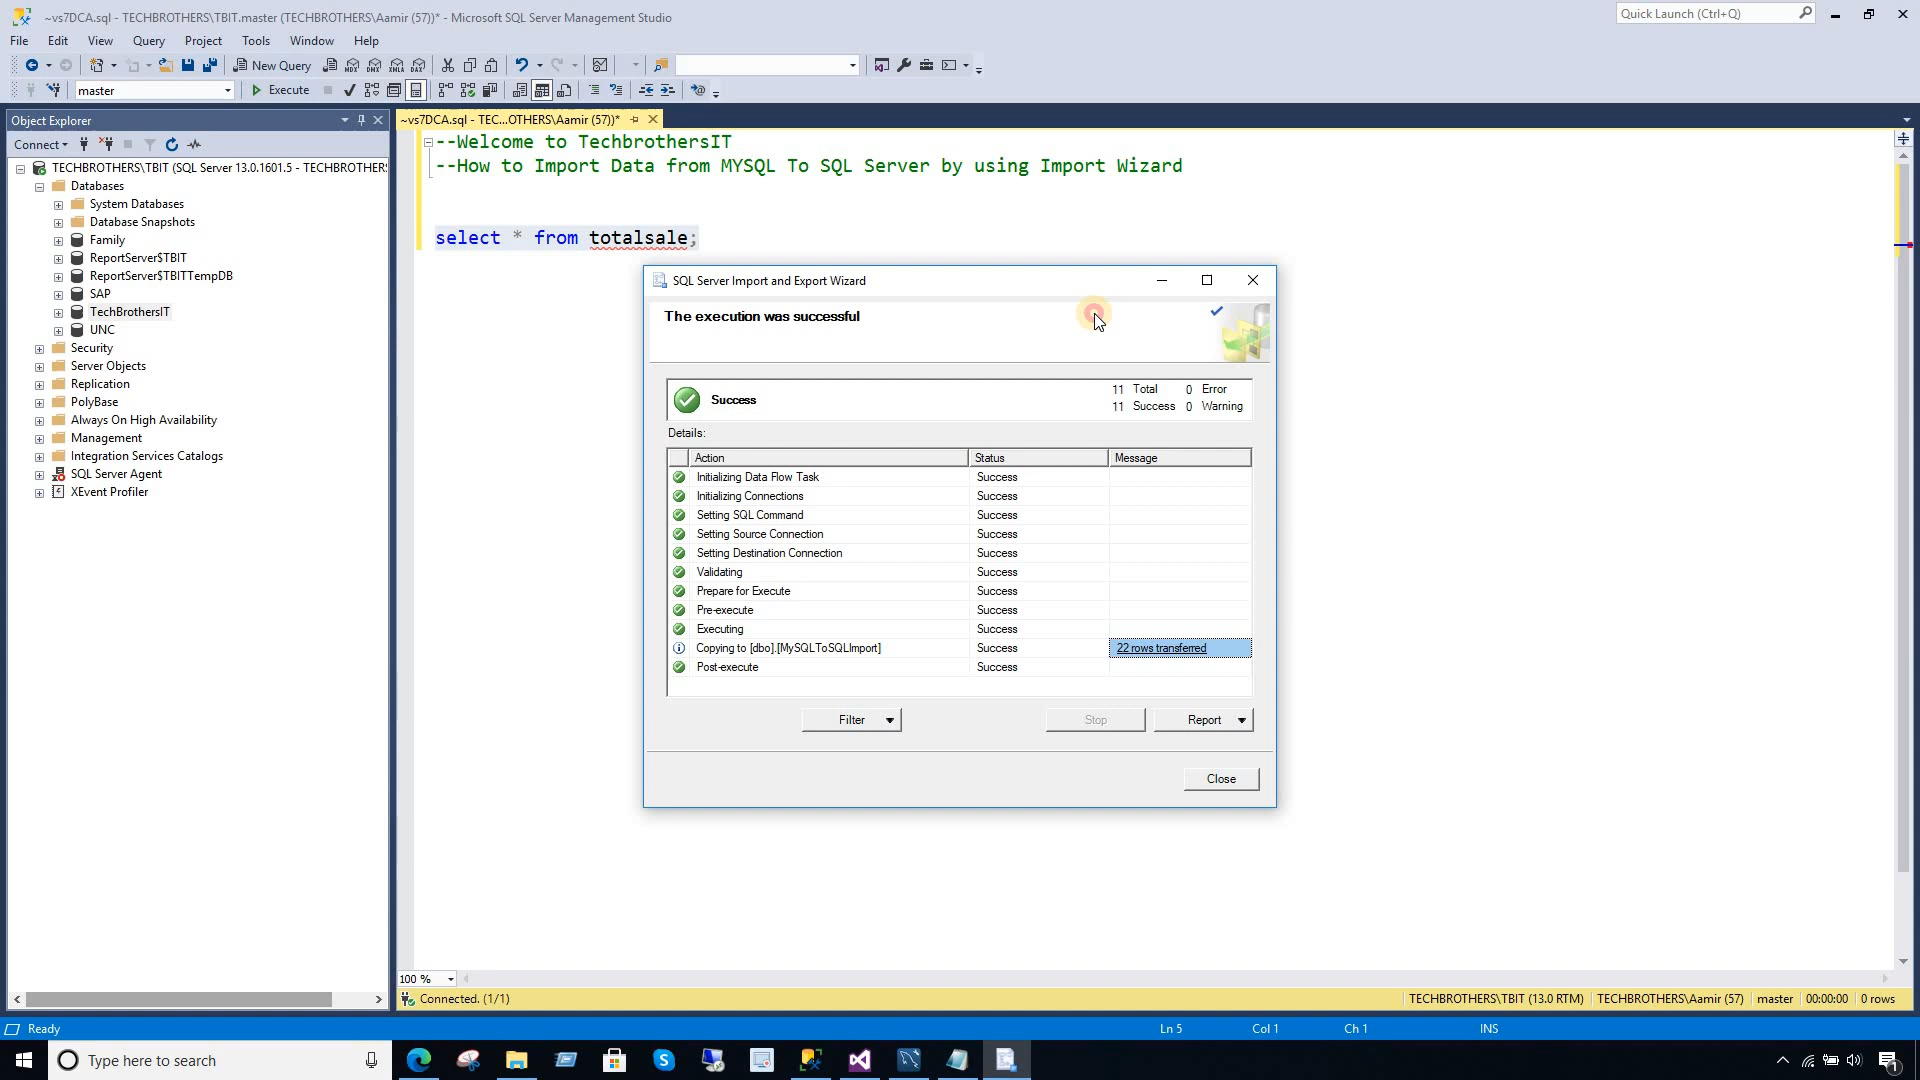 ~vs7DCA.sql - TECHBROTHERS\TBIT.master (TECHBROTHERS\Aamir (57))* - Microsoft SQL Server Management Studio
Quick Launch (Ctrl+Q)
File Edit View Query Project Tools Window Help
New Query
MDX DMX XMLA DAX
master
Execute
Object Explorer
~vs7DCA.sql - TEC...OTHERS\Aamir (57))*
Connect
TECHBROTHERS\TBIT (SQL Server 13.0.1601.5 - TECHBROTHERS
Databases
System Databases
Database Snapshots
Family
ReportServer$TBIT
ReportServer$TBITTempDB
SAP
TechBrothersIT
UNC
Security
Server Objects
Replication
PolyBase
Always On High Availability
Management
Integration Services Catalogs
SQL Server Agent
XEvent Profiler
--Welcome to TechbrothersIT
--How to Import Data from MYSQL To SQL Server by using Import Wizard
select * from totalsale;
SQL Server Import and Export Wizard
The execution was successful
Success
11 Total 0 Error
11 Success 0 Warning
Details:
Action Status Message
Initializing Data Flow Task Success
Initializing Connections Success
Setting SQL Command Success
Setting Source Connection Success
Setting Destination Connection Success
Validating Success
Prepare for Execute Success
Pre-execute Success
Executing Success
Copying to [dbo].[MySQLToSQLImport] Success 22 rows transferred
Post-execute Success
Filter Stop Report
Close
100 %
Connected. (1/1)
TECHBROTHERS\TBIT (13.0 RTM) TECHBROTHERS\Aamir (57) master 00:00:00 0 rows
Ready Ln 5 Col 1 Ch 1 INS
Type here to search
1